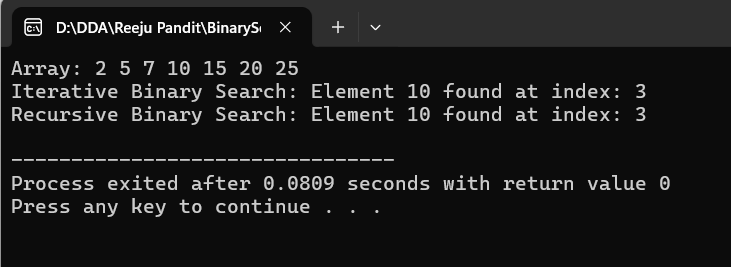 D:\DDA\Reeju Pandit\BinarySe
Array: 2 5 7 10 15 20 25
Iterative Binary Search: Element 10 found at index: 3
Recursive Binary Search: Element 10 found at index: 3
--------------------------------
Process exited after 0.0809 seconds with return value 0
Press any key to continue . . .